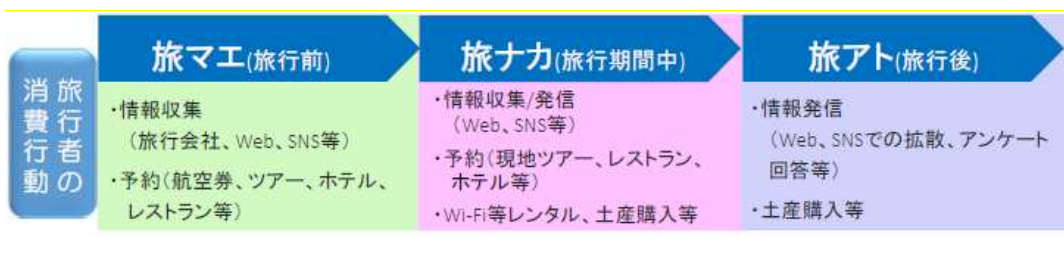 旅行者の
消費行動
旅マエ(旅行前)
・情報収集
（旅行会社、Web、SNS等）
・予約（航空券、ツアー、ホテル、
レストラン等）
旅ナカ(旅行期間中)
・情報収集/発信
（Web、SNS等）
・予約（現地ツアー、レストラン、
ホテル等）
・Wi-Fi等レンタル、土産購入等
旅アト(旅行後)
・情報発信
（Web、SNSでの拡散、アンケート
回答等）
・土産購入等